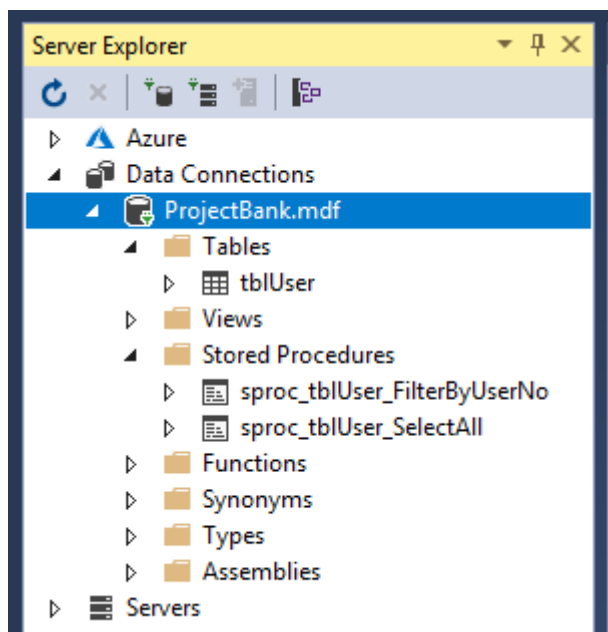 Server Explorer
Azure
Data Connections
ProjectBank.mdf
Tables
tblUser
Views
Stored Procedures
sproc_tblUser_FilterByUserNo
sproc_tblUser_SelectAll
Functions
Synonyms
Types
Assemblies
Servers